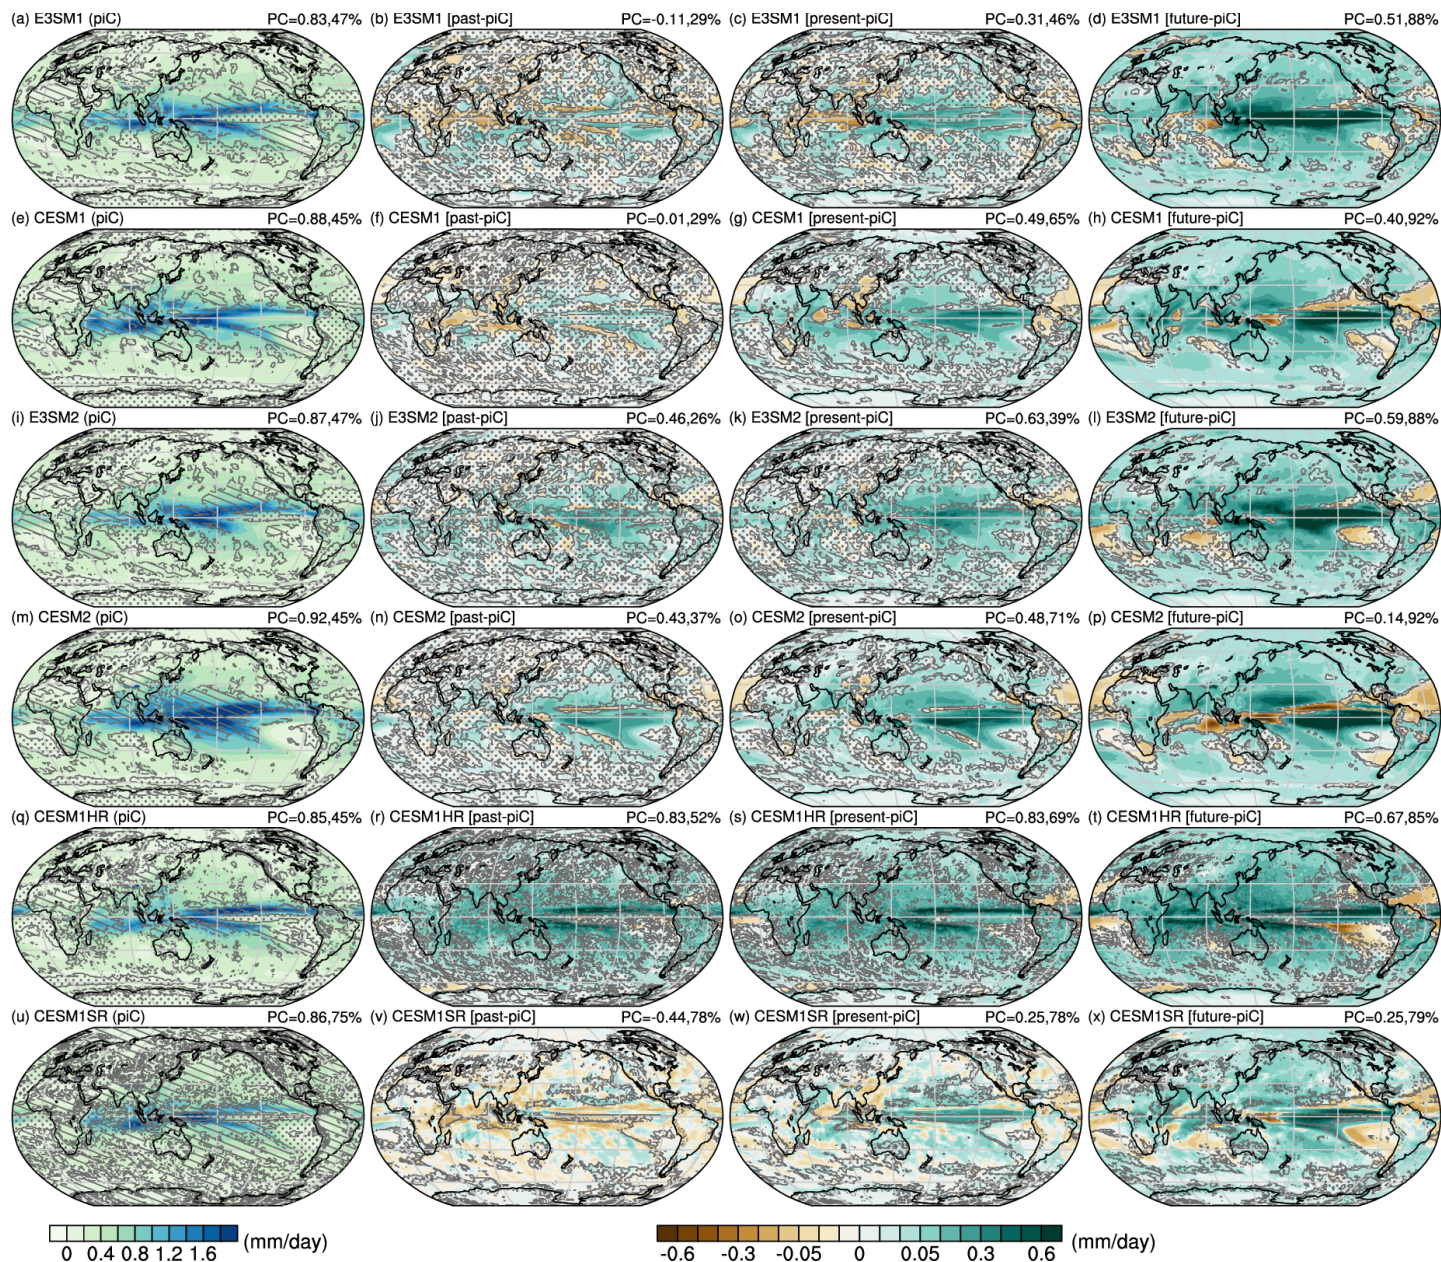 (a) E3SM1 (piC) PC=0.83,47% (b) E3SM1 [past-piC] PC=-0.11,29% (c) E3SM1 [present-piC] PC=0.31,46% (d) E3SM1 [future-piC] PC=0.51,88%
(e) CESM1 (piC) PC=0.88,45% (f) CESM1 [past-piC] PC=0.01,29% (g) CESM1 [present-piC] PC=0.49,65% (h) CESM1 [future-piC] PC=0.40,92%
(i) E3SM2 (piC) PC=0.87,47% (j) E3SM2 [past-piC] PC=0.46,26% (k) E3SM2 [present-piC] PC=0.63,39% (l) E3SM2 [future-piC] PC=0.59,88%
(m) CESM2 (piC) PC=0.92,45% (n) CESM2 [past-piC] PC=0.43,37% (o) CESM2 [present-piC] PC=0.48,71% (p) CESM2 [future-piC] PC=0.14,92%
(q) CESM1HR (piC) PC=0.85,45% (r) CESM1HR [past-piC] PC=0.83,52% (s) CESM1HR [present-piC] PC=0.83,69% (t) CESM1HR [future-piC] PC=0.67,85%
(u) CESM1SR (piC) PC=0.86,75% (v) CESM1SR [past-piC] PC=-0.44,78% (w) CESM1SR [present-piC] PC=0.25,78% (x) CESM1SR [future-piC] PC=0.25,79%
0 0.4 0.8 1.2 1.6 (mm/day) -0.6 -0.3 -0.05 0 0.05 0.3 0.6 (mm/day)